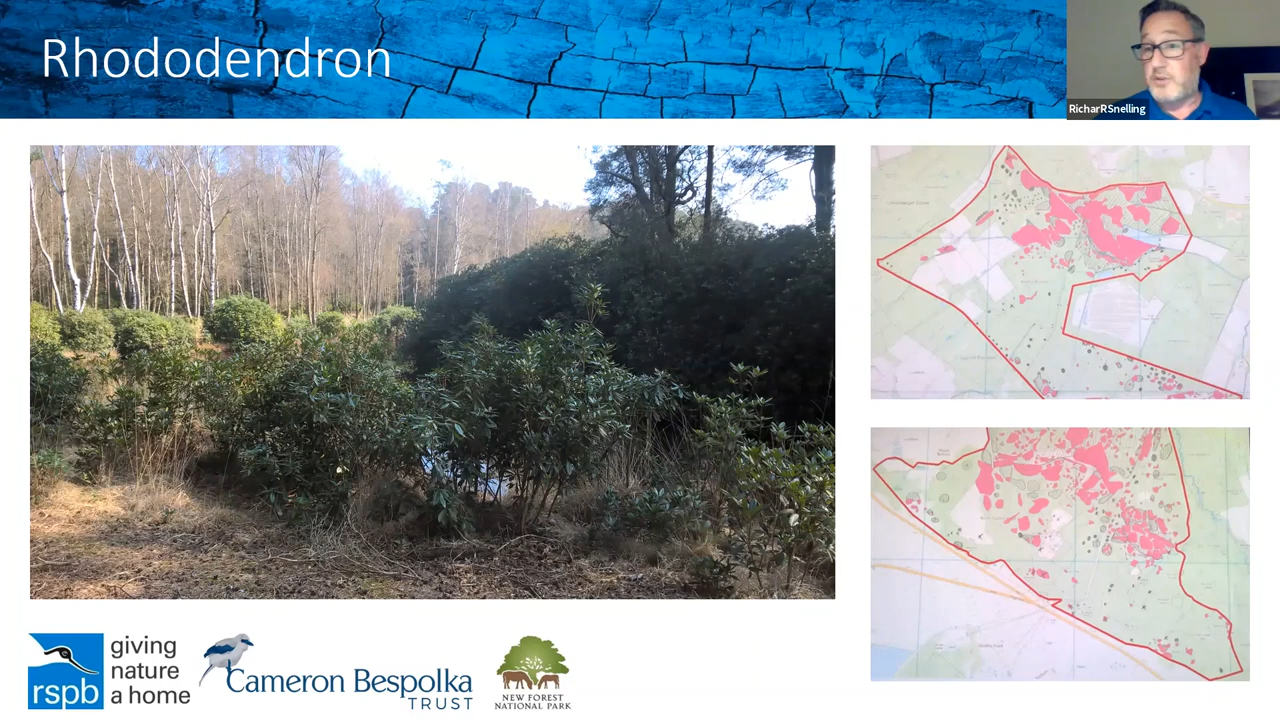 Rhododendron
RicharRSnelling
rspb
giving
nature
a home
Cameron Bespolka
TRUST
NEW FOREST
NATIONAL PARK